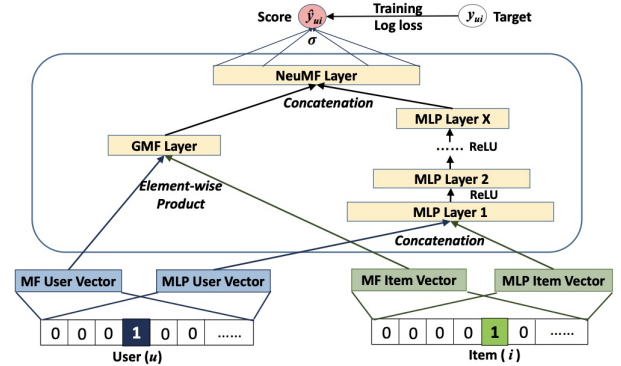 Score ŷui Training yui Target
Log loss
σ
NeuMF Layer
Concatenation
MLP Layer X
GMF Layer
...... ReLU
Element-wise
Product
MLP Layer 2
ReLU
MLP Layer 1
Concatenation
MF User Vector MLP User Vector MF Item Vector MLP Item Vector
0 0 0 1 0 0 ...... 0 0 0 0 1 0 ......
User (u) Item ( i )